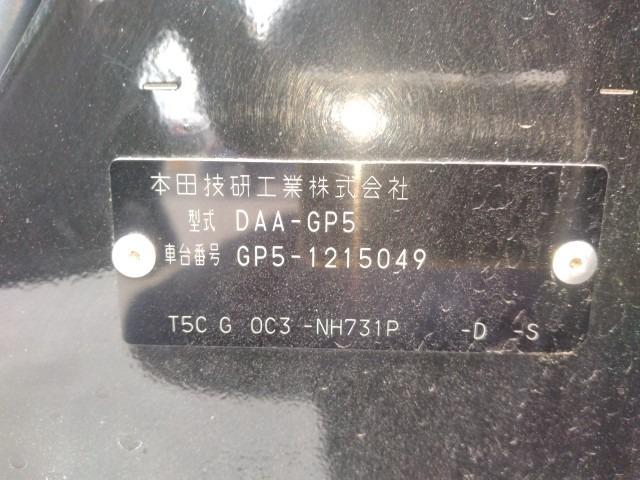 本田技研工業株式会社
型式 DAA-GP5
車台番号 GP5-1215049
T5C G OC3 -NH731P -D -S